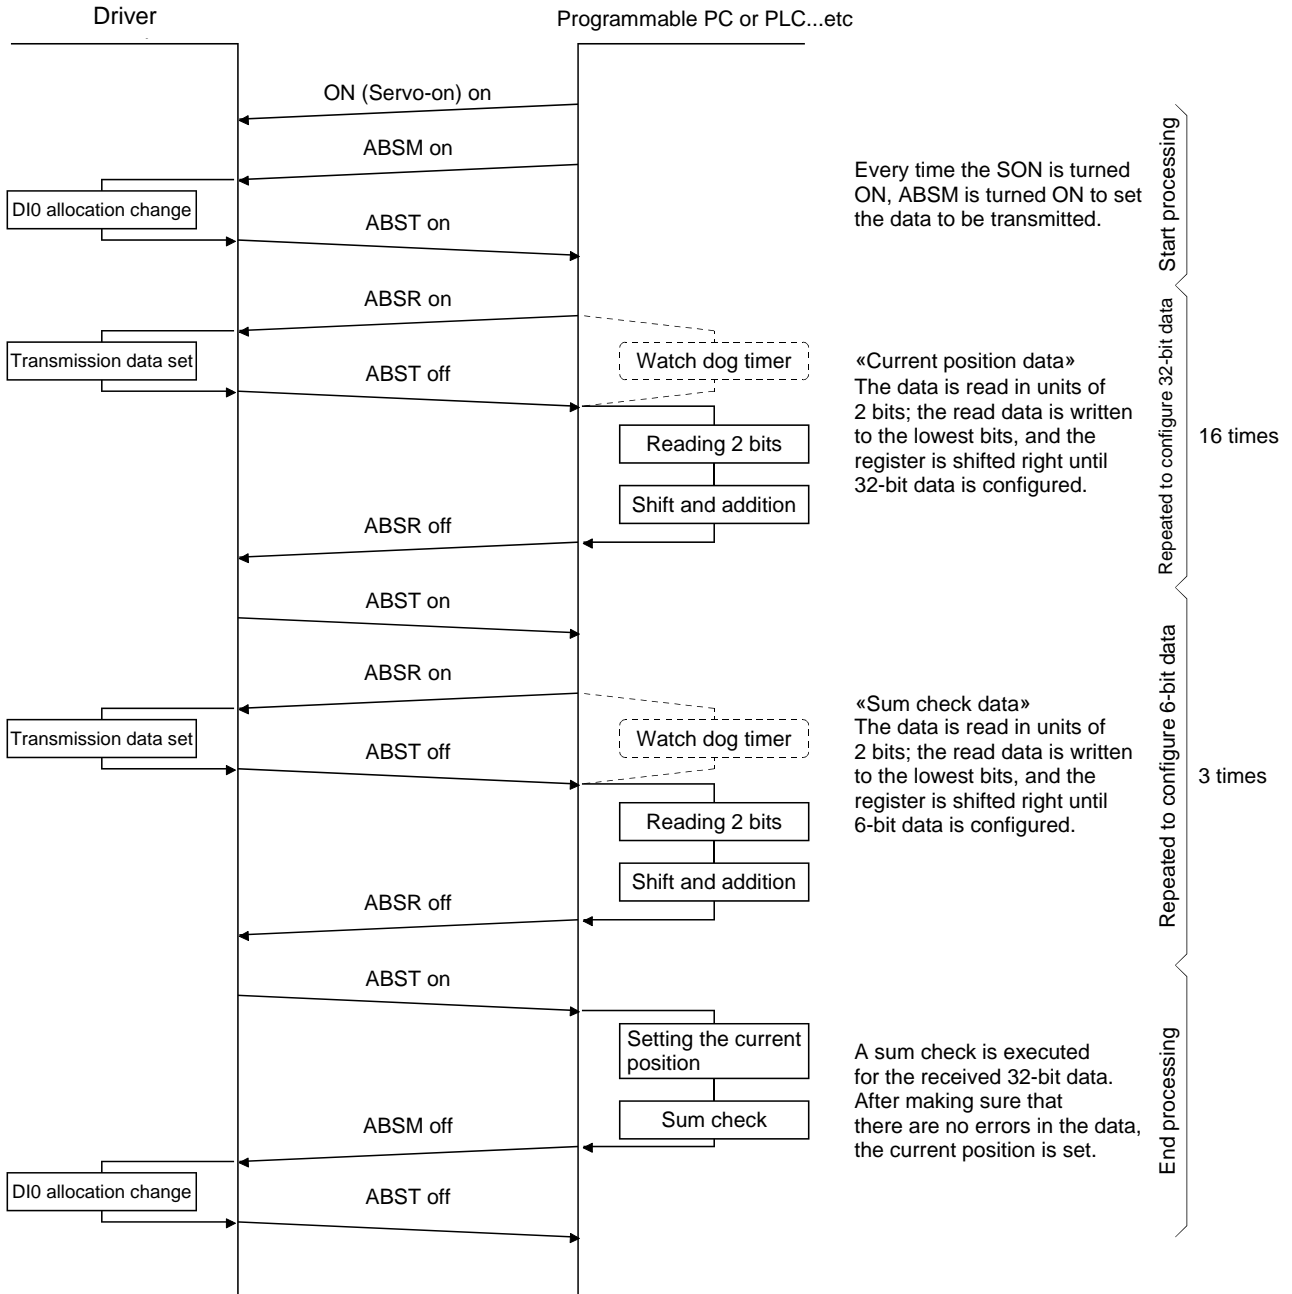 Driver
Programmable PC or PLC...etc
ON (Servo-on) on
ABSM on
DI0 allocation change
ABST on
Every time the SON is turned
ON, ABSM is turned ON to set
the data to be transmitted.
Start processing
ABSR on
Transmission data set
Watch dog timer
ABST off
Reading 2 bits
Shift and addition
ABSR off
«Current position data»
The data is read in units of
2 bits; the read data is written
to the lowest bits, and the
register is shifted right until
32-bit data is configured.
Repeated to configure 32-bit data
16 times
ABST on
ABSR on
Transmission data set
Watch dog timer
ABST off
Reading 2 bits
Shift and addition
ABSR off
«Sum check data»
The data is read in units of
2 bits; the read data is written
to the lowest bits, and the
register is shifted right until
6-bit data is configured.
Repeated to configure 6-bit data
3 times
ABST on
Setting the current
position
Sum check
ABSM off
DI0 allocation change
ABST off
A sum check is executed
for the received 32-bit data.
After making sure that
there are no errors in the data,
the current position is set.
End processing